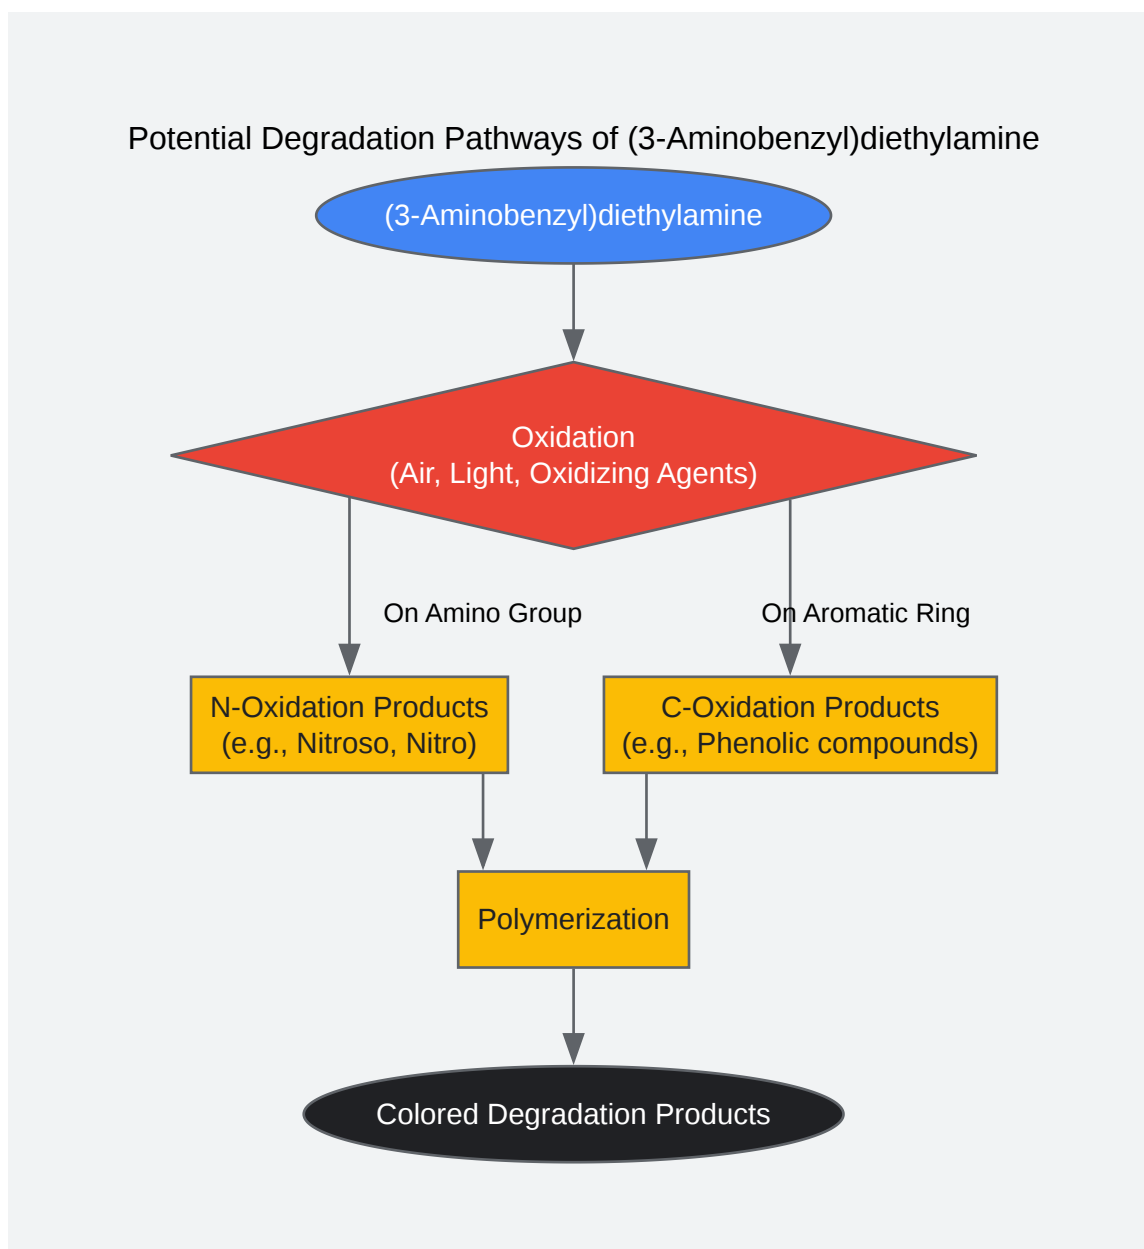 Potential Degradation Pathways of (3-Aminobenzyl)diethylamine
(3-Aminobenzyl)diethylamine
Oxidation
(Air, Light, Oxidizing Agents)
On Amino Group
On Aromatic Ring
N-Oxidation Products
(e.g., Nitroso, Nitro)
C-Oxidation Products
(e.g., Phenolic compounds)
Polymerization
Colored Degradation Products